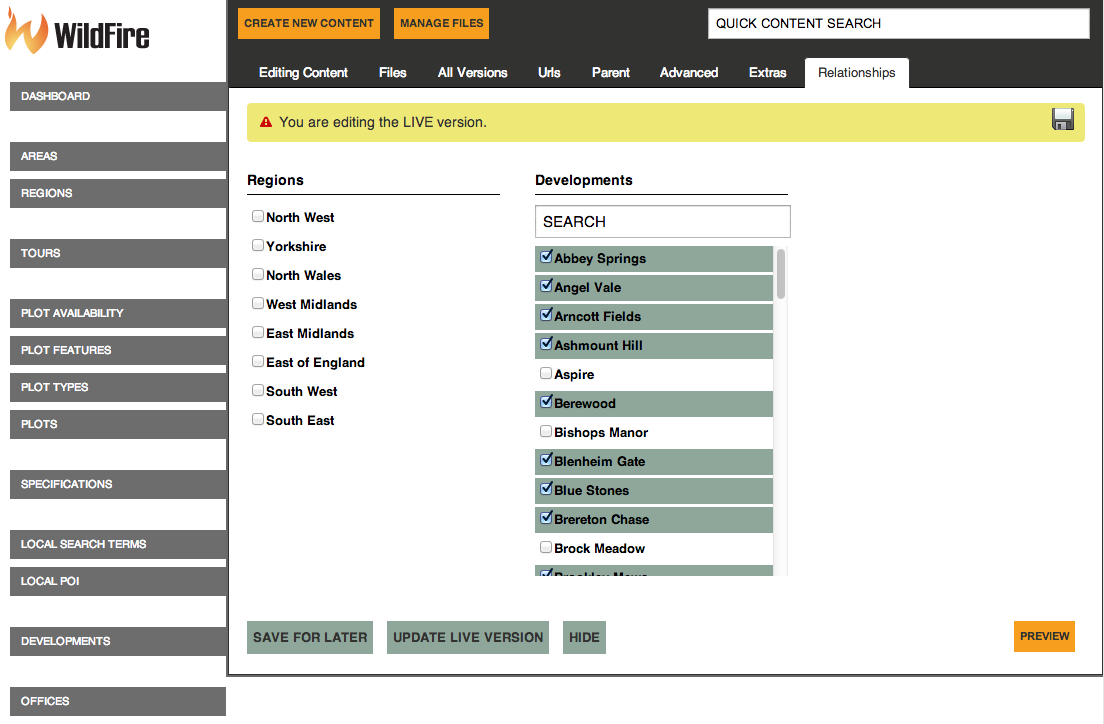 WildFire
DASHBOARD
AREAS
REGIONS
TOURS
PLOT AVAILABILITY
PLOT FEATURES
PLOT TYPES
PLOTS
SPECIFICATIONS
LOCAL SEARCH TERMS
LOCAL POI
DEVELOPMENTS
OFFICES
CREATE NEW CONTENT
MANAGE FILES
QUICK CONTENT SEARCH
Editing Content
Files
All Versions
Urls
Parent
Advanced
Extras
Relationships
You are editing the LIVE version.
Regions
North West
Yorkshire
North Wales
West Midlands
East Midlands
East of England
South West
South East
Developments
SEARCH
Abbey Springs
Angel Vale
Arncott Fields
Ashmount Hill
Aspire
Berewood
Bishops Manor
Blenheim Gate
Blue Stones
Brereton Chase
Brock Meadow
SAVE FOR LATER
UPDATE LIVE VERSION
HIDE
PREVIEW